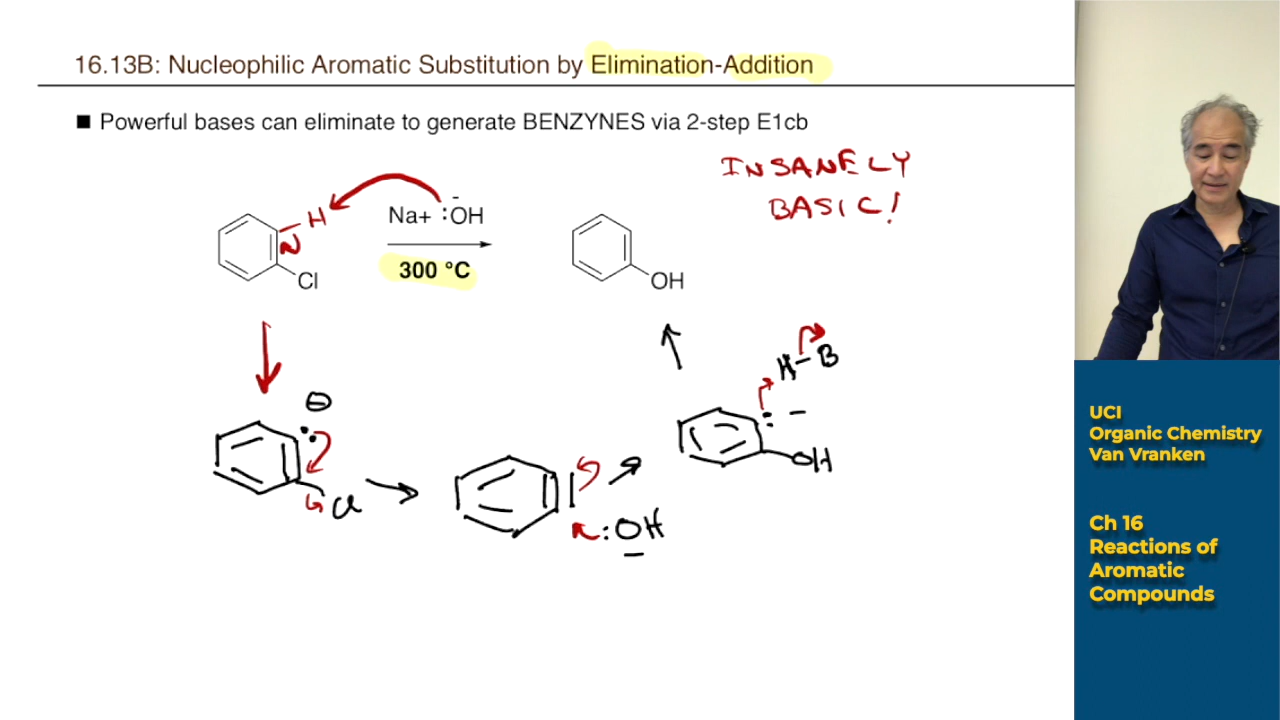 16.13B: Nucleophilic Aromatic Substitution by Elimination-Addition
■ Powerful bases can eliminate to generate BENZYNES via 2-step E1cb
INSANELY
BASIC!
H
Na+ :OH
-
300 °C
Cl
OH
⊖
:
Cl
:OH
-
H-B
: -
OH
UCI
Organic Chemistry
Van Vranken
Ch 16
Reactions of
Aromatic
Compounds